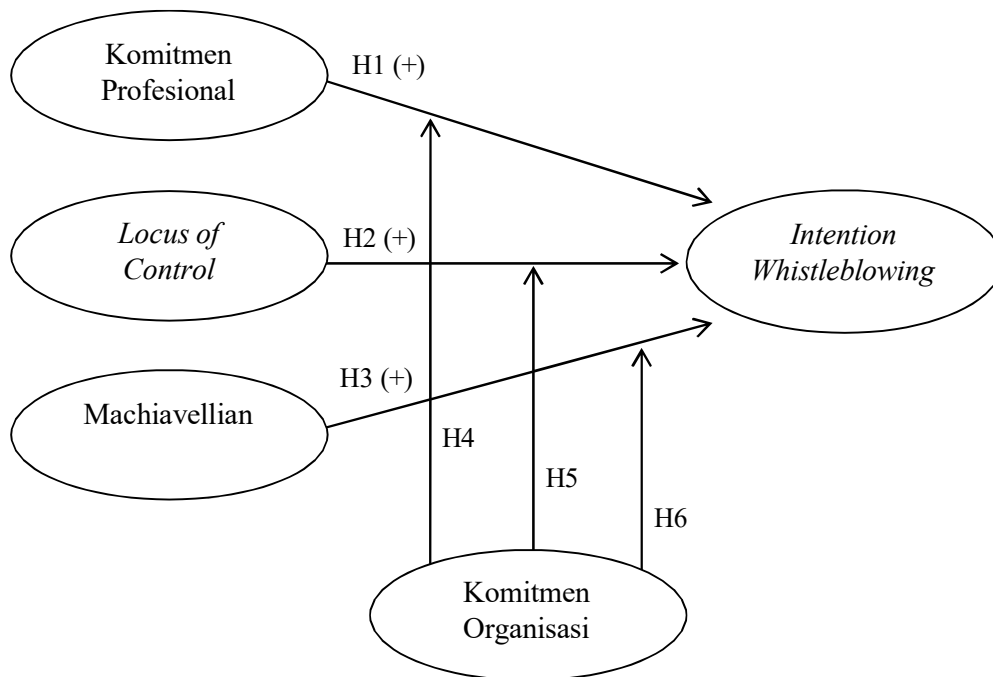 Komitmen
Profesional
H1 (+)
Locus of
Control
H2 (+)
Intention
Whistleblowing
H3 (+)
Machiavellian
H4
H5
H6
Komitmen
Organisasi